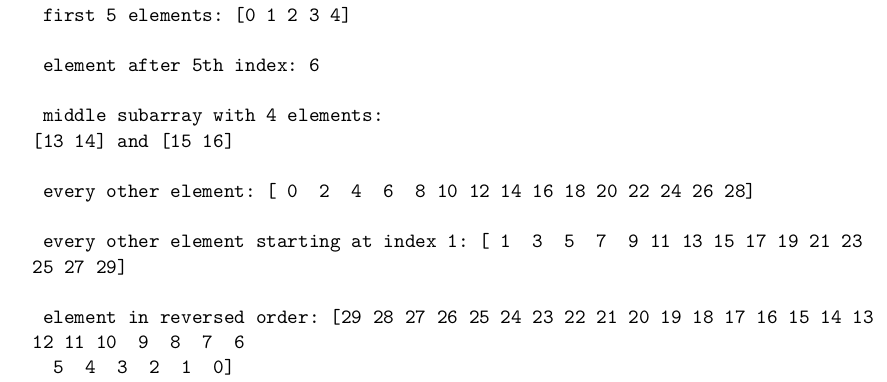 first 5 elements: [0 1 2 3 4]
element after 5th index: 6
middle subarray with 4 elements:
[13 14] and [15 16]
every other element: [ 0  2  4  6  8 10 12 14 16 18 20 22 24 26 28]
every other element starting at index 1: [ 1  3  5  7  9 11 13 15 17 19 21 23
25 27 29]
element in reversed order: [29 28 27 26 25 24 23 22 21 20 19 18 17 16 15 14 13
12 11 10  9  8  7  6
5  4  3  2  1  0]